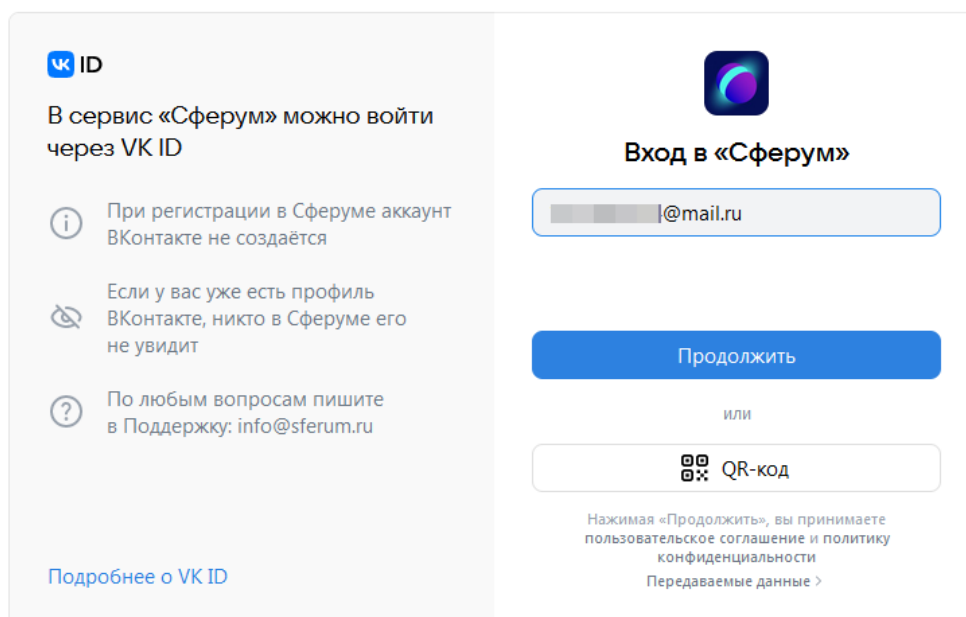 VK ID
В сервис «Сферум» можно войти
через VK ID
При регистрации в Сферуме аккаунт
ВКонтакте не создаётся
Если у вас уже есть профиль
ВКонтакте, никто в Сферуме его
не увидит
По любым вопросам пишите
в Поддержку: info@sferum.ru
Подробнее о VK ID
Вход в «Сферум»
@mail.ru
Продолжить
или
QR-код
Нажимая «Продолжить», вы принимаете
пользовательское соглашение и политику
конфиденциальности
Передаваемые данные >